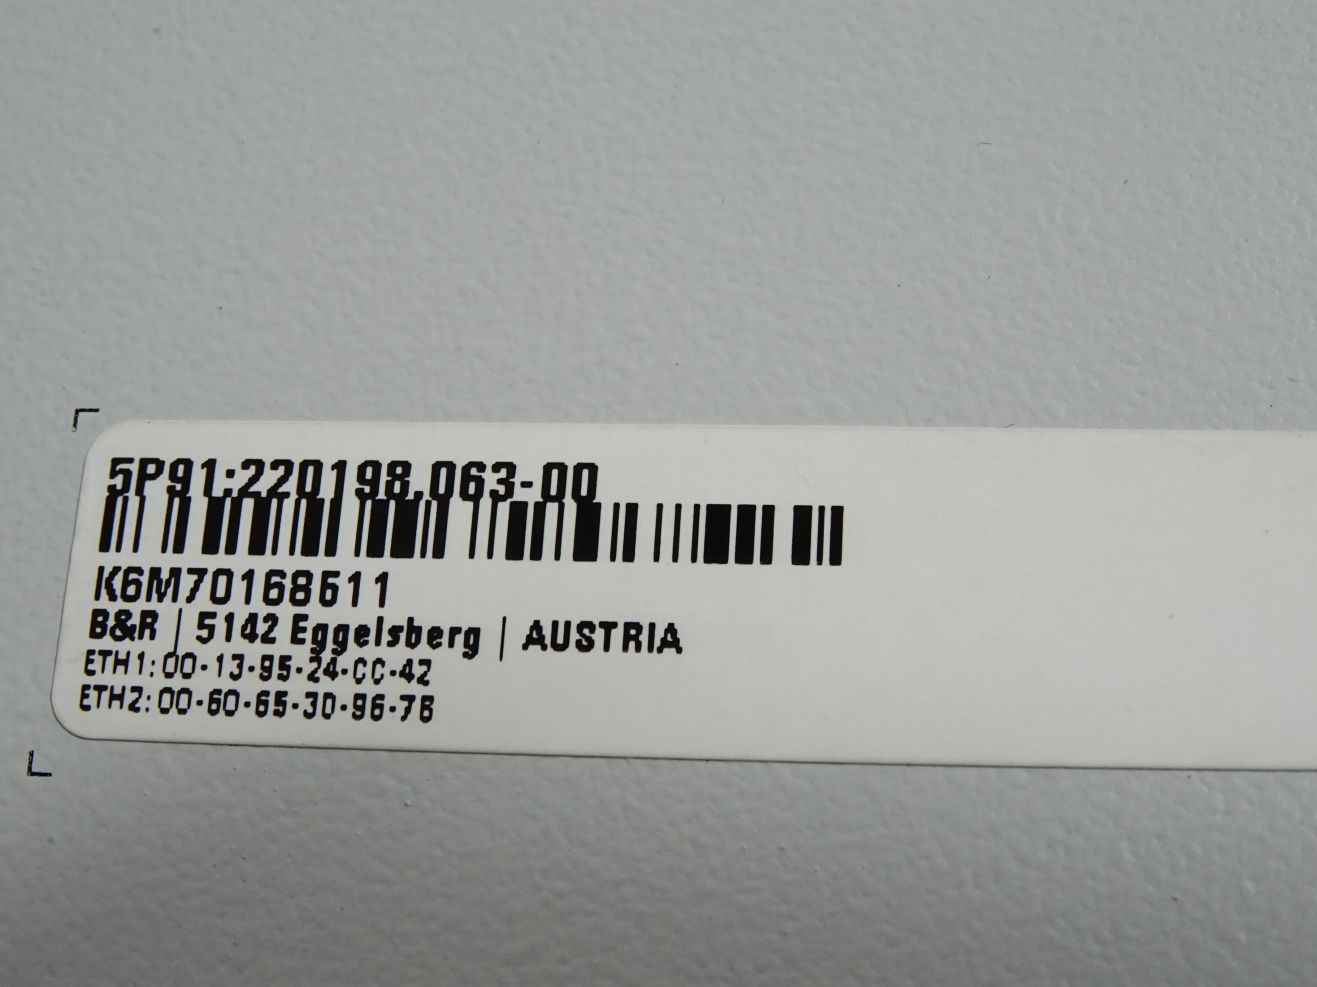 5P91:220198.063-00
K6M70168511
B&R | 5142 Eggelsberg | AUSTRIA
ETH1:00-13-95-24-CC-42
ETH2:00-60-65-30-96-76